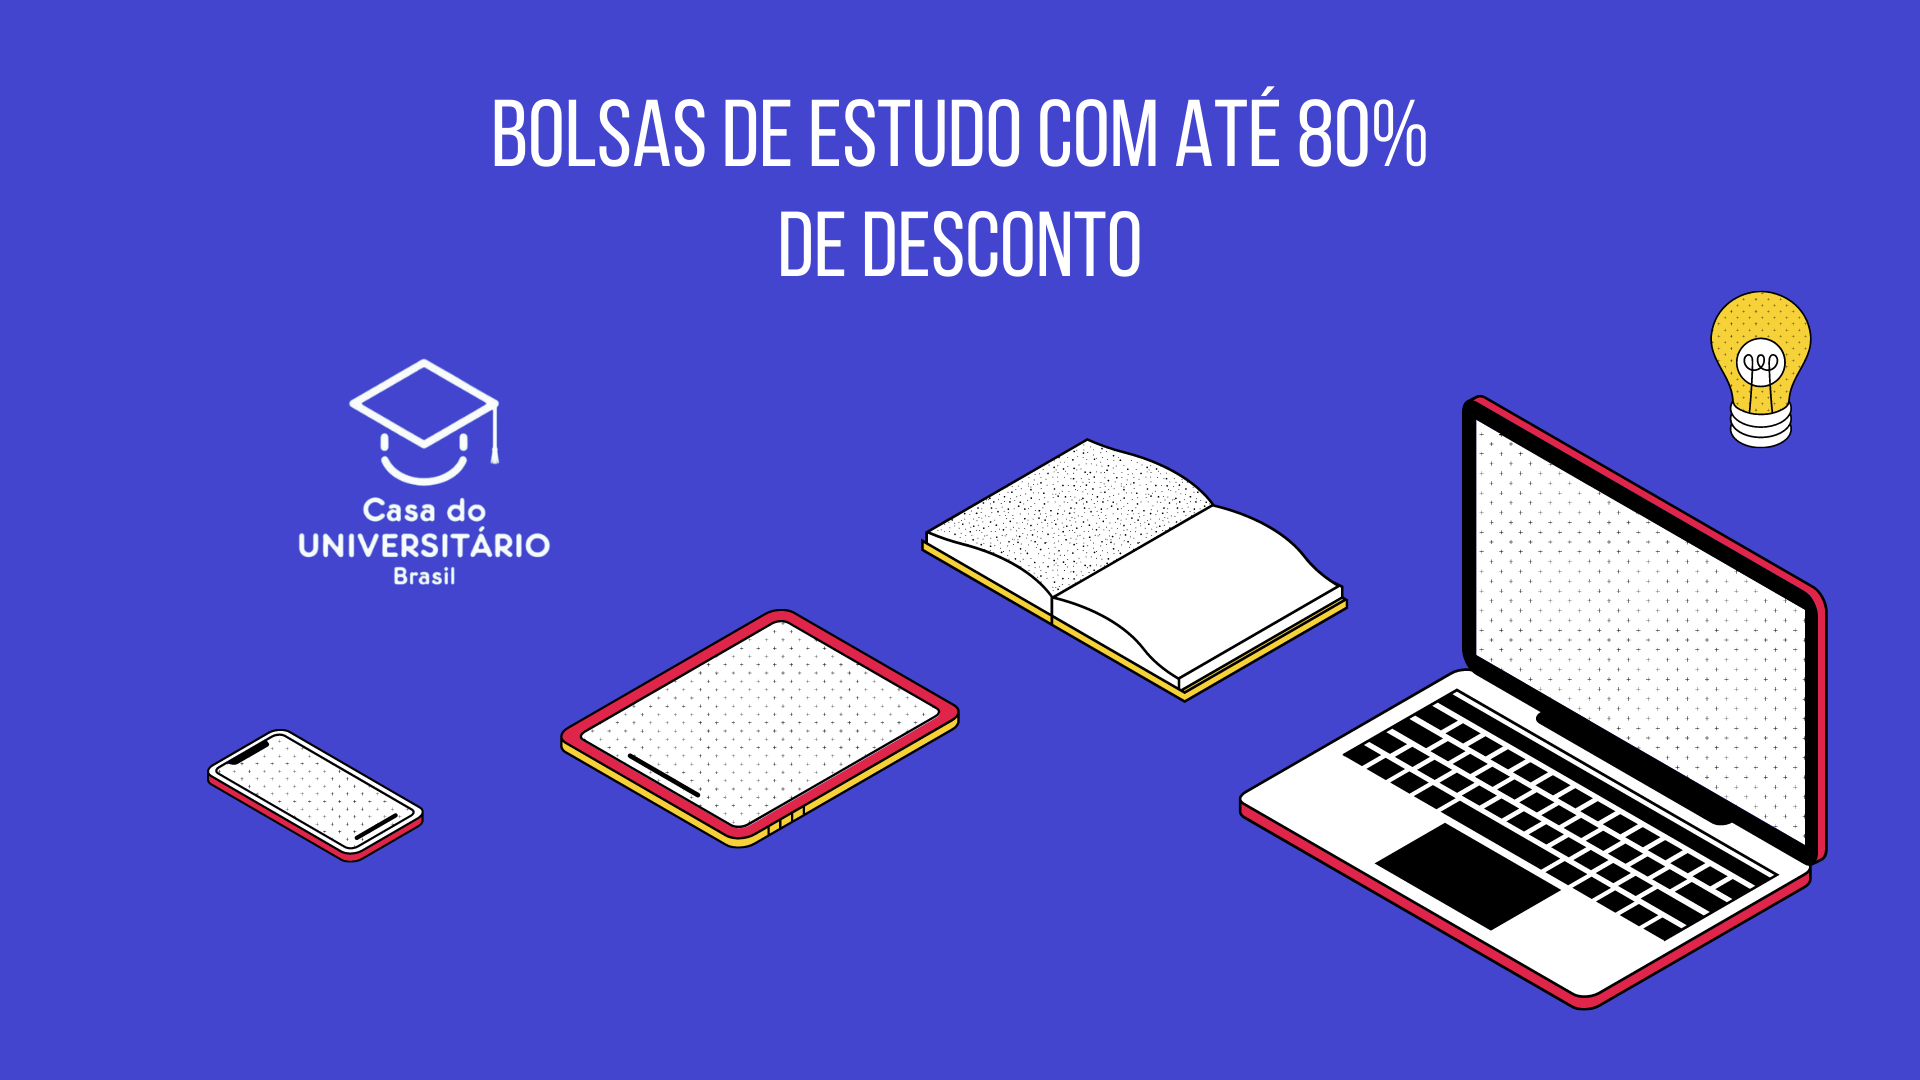 BOLSAS DE ESTUDO COM ATÉ 80%
DE DESCONTO
Casa do
UNIVERSITÁRIO
Brasil